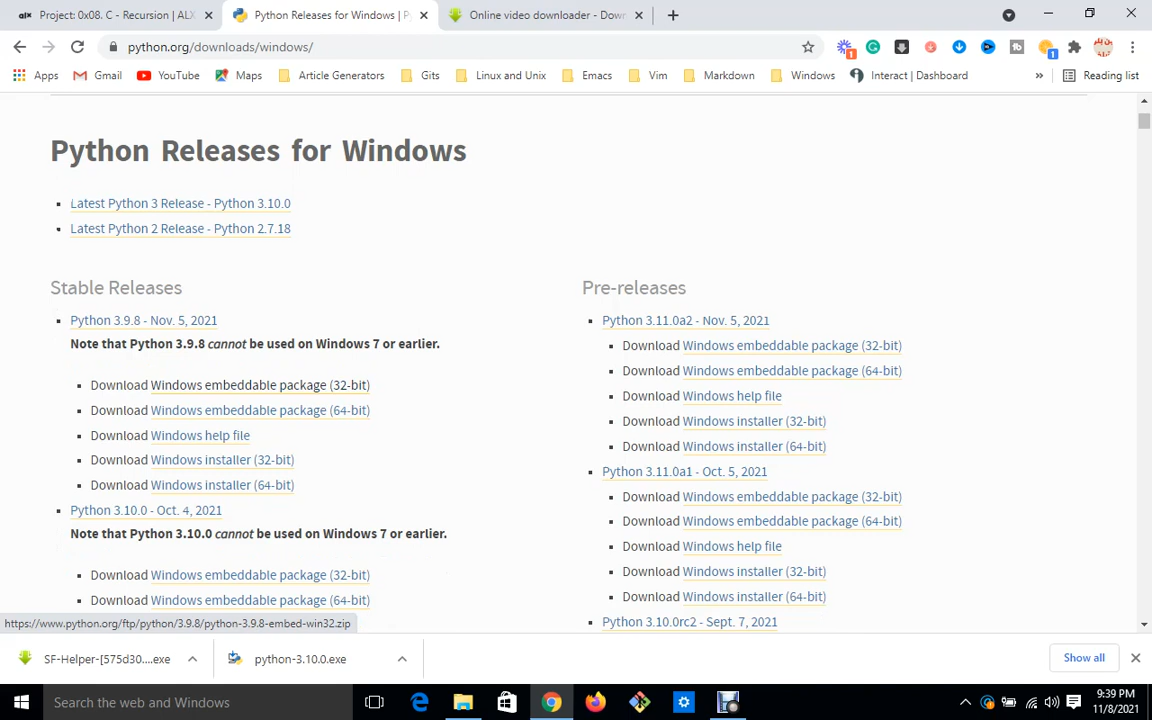 alx Project: 0x08. C - Recursion | ALX
Python Releases for Windows | Py
Online video downloader - Down
python.org/downloads/windows/
Apps
Gmail
YouTube
Maps
Article Generators
Gits
Linux and Unix
Emacs
Vim
Markdown
Windows
Interact | Dashboard
»
Reading list
Python Releases for Windows
Latest Python 3 Release - Python 3.10.0
Latest Python 2 Release - Python 2.7.18
Stable Releases
Python 3.9.8 - Nov. 5, 2021
Note that Python 3.9.8 cannot be used on Windows 7 or earlier.
Download Windows embeddable package (32-bit)
Download Windows embeddable package (64-bit)
Download Windows help file
Download Windows installer (32-bit)
Download Windows installer (64-bit)
Python 3.10.0 - Oct. 4, 2021
Note that Python 3.10.0 cannot be used on Windows 7 or earlier.
Download Windows embeddable package (32-bit)
Download Windows embeddable package (64-bit)
Pre-releases
Python 3.11.0a2 - Nov. 5, 2021
Download Windows embeddable package (32-bit)
Download Windows embeddable package (64-bit)
Download Windows help file
Download Windows installer (32-bit)
Download Windows installer (64-bit)
Python 3.11.0a1 - Oct. 5, 2021
Download Windows embeddable package (32-bit)
Download Windows embeddable package (64-bit)
Download Windows help file
Download Windows installer (32-bit)
Download Windows installer (64-bit)
Python 3.10.0rc2 - Sept. 7, 2021
https://www.python.org/ftp/python/3.9.8/python-3.9.8-embed-win32.zip
SF-Helper-[575d30....exe
python-3.10.0.exe
Show all
Search the web and Windows
9:39 PM
11/8/2021